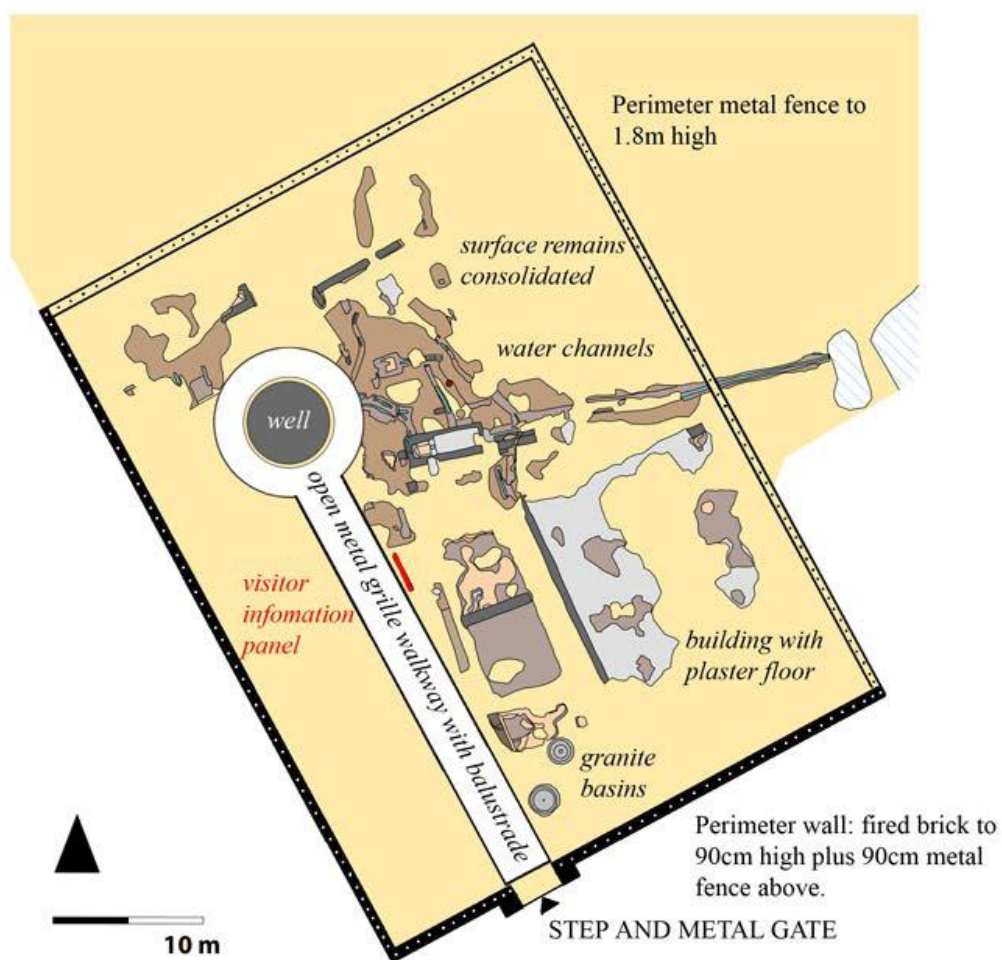 Perimeter metal fence to
1.8m high
surface remains
consolidated
water channels
well
open metal grille walkway with balustrade
visitor
infomation
panel
building with
plaster floor
granite
basins
Perimeter wall: fired brick to
90cm high plus 90cm metal
fence above.
STEP AND METAL GATE
10 m